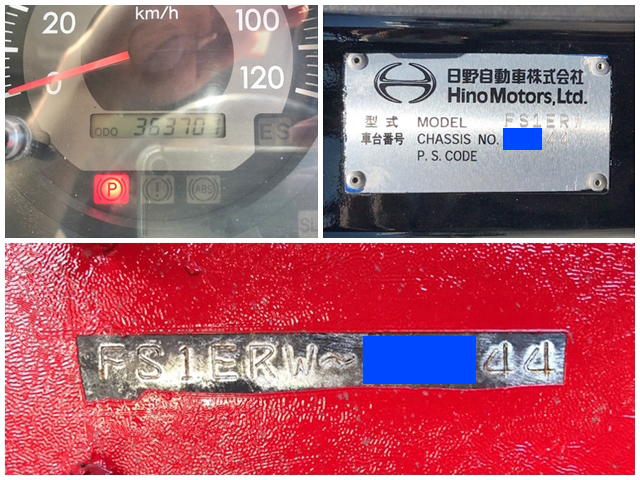 km/h
20
100
0
120
ODO 363701
ES
P
!
ABS
日野自動車株式会社
Hino Motors, Ltd.
型式 MODEL FS1ERW
車台番号 CHASSIS NO. 44
P. S. CODE
FS1ERW~ 44